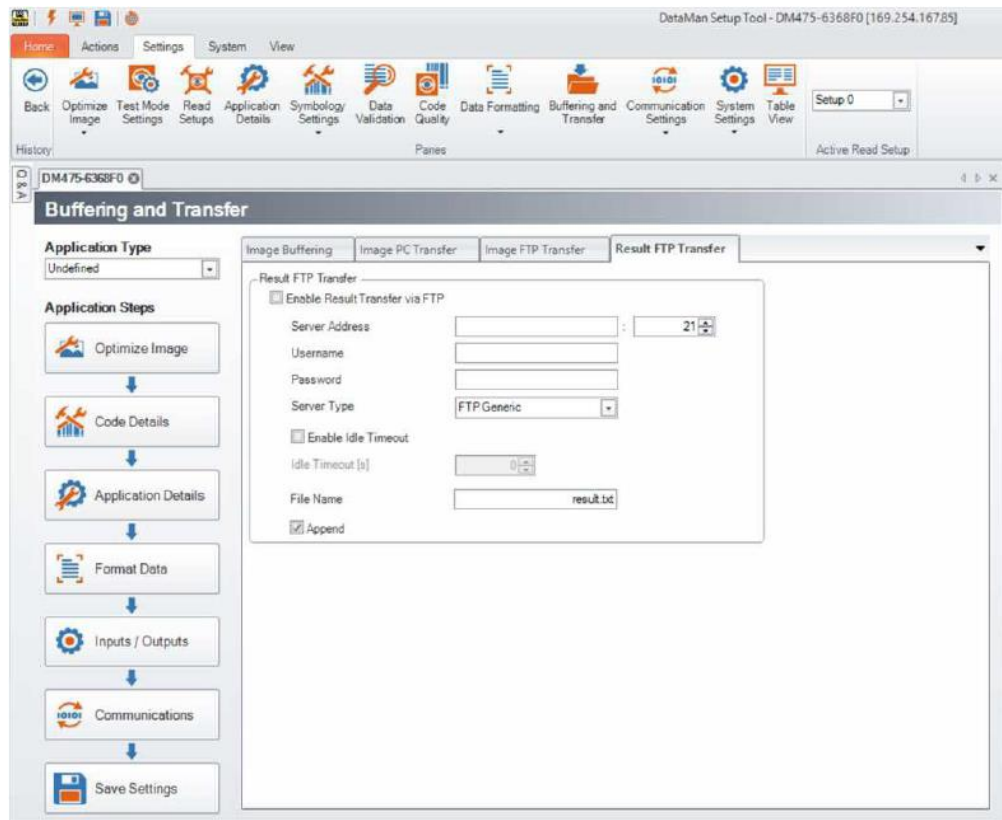 DataMan Setup Tool - DM475-6368F0 [169.254.167.85]
Home Actions Settings System View
Back
Optimize Image
Test Mode Settings
Read Setups
Application Details
Symbology Settings
Data Validation
Code Quality
Data Formatting
Buffering and Transfer
Communication Settings
System Settings
Table View
Setup 0
History
Panes
Active Read Setup
Q & A
DM475-6368F0
Buffering and Transfer
Application Type
Undefined
Application Steps
Optimize Image
Code Details
Application Details
Format Data
Inputs / Outputs
Communications
Save Settings
Image Buffering
Image PC Transfer
Image FTP Transfer
Result FTP Transfer
Result FTP Transfer
Enable Result Transfer via FTP
Server Address : 21
Username
Password
Server Type FTP Generic
Enable Idle Timeout
Idle Timeout [s] 0
File Name result.txt
Append